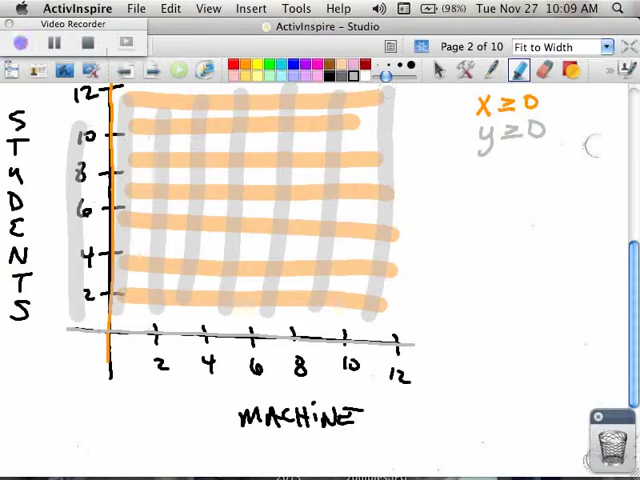 ActivInspire File Edit View Insert Tools Help (98%) Tue Nov 27 10:09 AM
Video Recorder
ActivInspire - Studio
Page 2 of 10 Fit to Width
x ≥ 0
y ≥ 0
STUDENTS
12
10
8
6
4
2
2 4 6 8 10 12
MACHINE